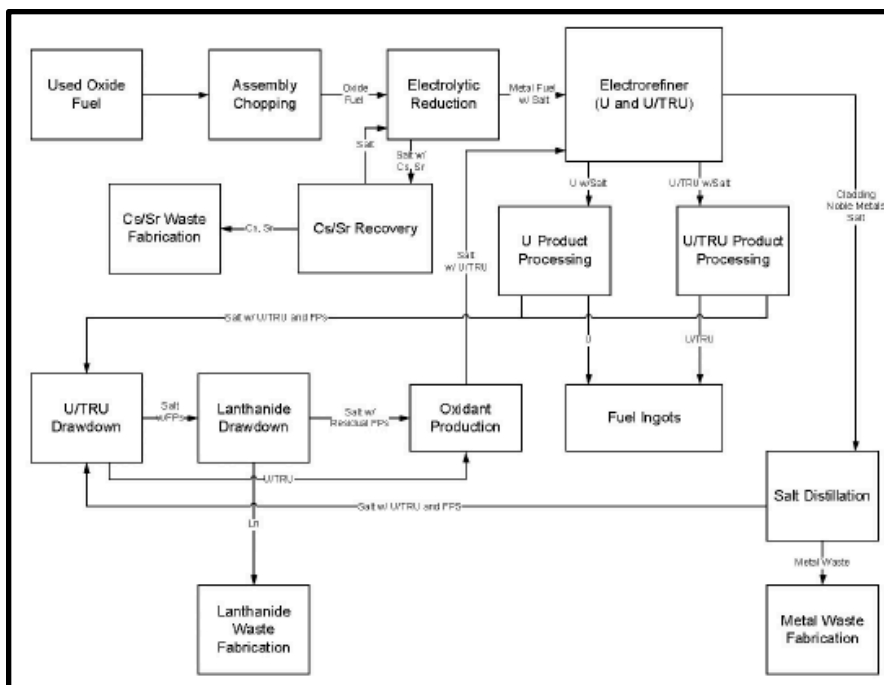 Used Oxide
Fuel
Assembly
Chopping
Oxide
Fuel
Electrolytic
Reduction
Metal Fuel
w/ Salt
Electrorefiner
(U and U/TRU)
Salt
Salt w/
Cs, Sr
U w/Salt
U/TRU w/Salt
Cladding
Noble Metals
Salt
Cs/Sr Waste
Fabrication
Cs, Sr
Cs/Sr Recovery
Salt
w/ U/TRU
U Product
Processing
U/TRU Product
Processing
Salt w/ U/TRU and FPs
U
U/TRU
U/TRU
Drawdown
Salt
w/FPs
Lanthanide
Drawdown
Salt w/
Residual FPs
Oxidant
Production
Fuel Ingots
U/TRU
Salt w/ U/TRU and FPS
Salt Distillation
Ln
Metal Waste
Lanthanide
Waste
Fabrication
Metal Waste
Fabrication